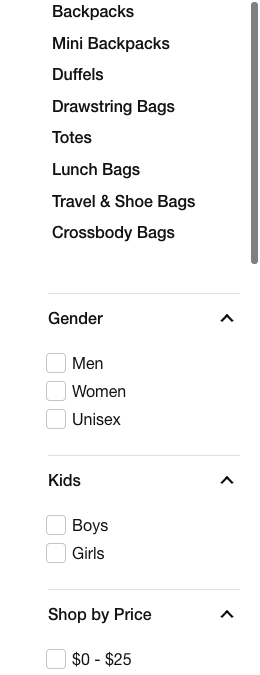 Backpacks
Mini Backpacks
Duffels
Drawstring Bags
Totes
Lunch Bags
Travel & Shoe Bags
Crossbody Bags
Gender
Men
Women
Unisex
Kids
Boys
Girls
Shop by Price
$0 - $25